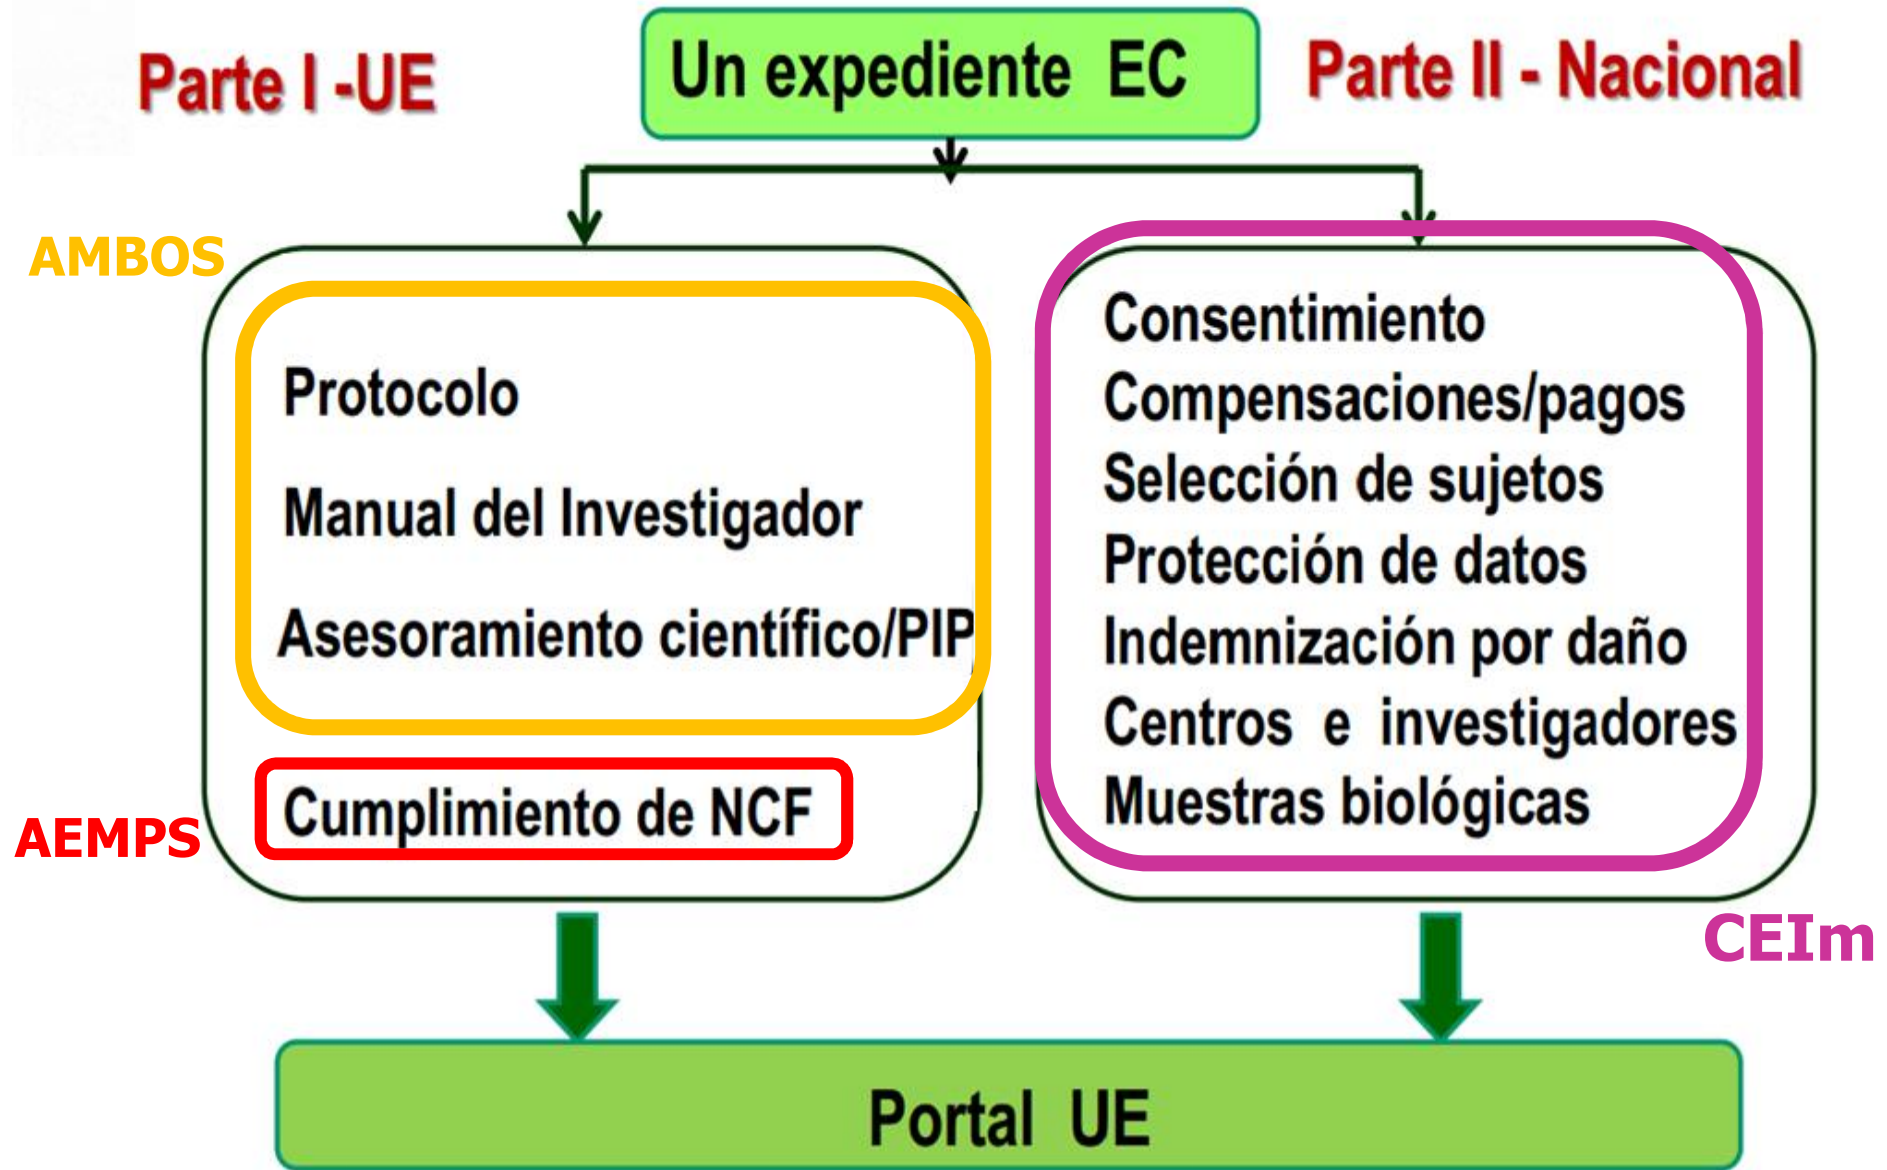 Parte I -UE
Un expediente EC
Parte II - Nacional
AMBOS
Protocolo
Manual del Investigador
Asesoramiento científico/PIP
Cumplimiento de NCF
AEMPS
Consentimiento
Compensaciones/pagos
Selección de sujetos
Protección de datos
Indemnización por daño
Centros e investigadores
Muestras biológicas
CEIm
Portal UE